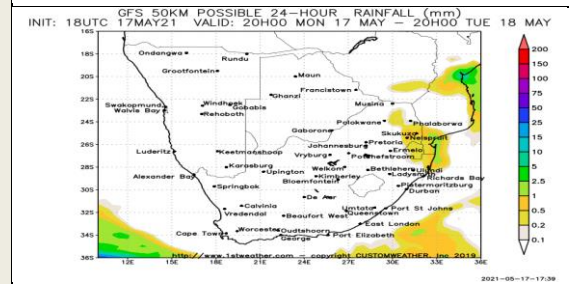 GFS 50KM POSSIBLE 24-HOUR RAINFALL (mm)
INIT: 18UTC 17MAY21 VALID: 20H00 MON 17 MAY - 20H00 TUE 18 MAY
16S
Ondangwa
Rundu
18S
Grootfontein
Maun
20S
Francistown
Ghanzi
22S
Musina
Swakopmund
Windhoek
Gobabis
Walvis Bay
Rehoboth
Polokwane
Phalaborwa
24S
Gaborone
Skukuza
Nelspruit
Johannesburg
Pretoria
26S
Luderitz
Keetmanshoop
Vryburg
Potchefstroom
Ermelo
Karasburg
Upington
Welkom
Bethlehem
Ulundi
28S
Alexander Bay
Kimberley
Ladysmith
Richards Bay
Springbok
Bloemfontein
Pietermaritzburg
30S
De Aar
Durban
Calvinia
Umtata
Port St Johns
32S
Vredendal
Beaufort West
Queenstown
East London
Cape Town
Worcester
Oudtshoorn
34S
George
Port Elizabeth
http://www.1stweather.com - copyright CUSTOMWEATHER, Inc 2019
36S
12E 15E 18E 21E 24E 27E 30E 33E 36E
200
150
100
75
50
25
15
10
5
2.5
1
0.5
0.2
0.1
2021-05-17-17:39